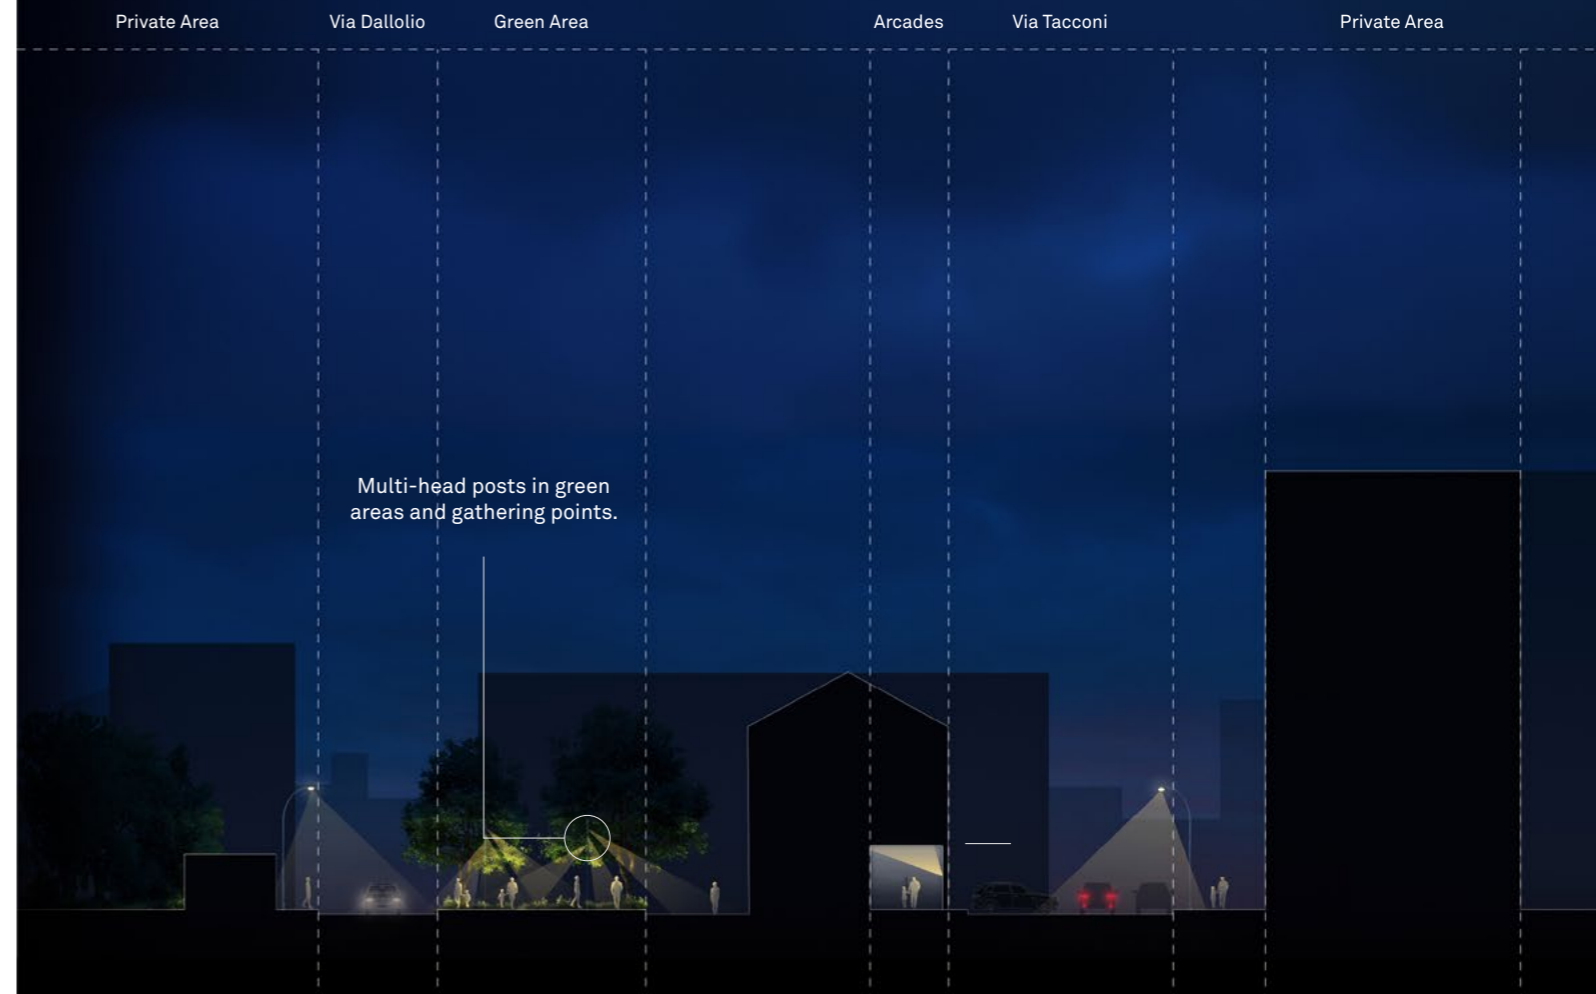 Private Area
Via Dallolio
Green Area
Arcades
Via Tacconi
Private Area
Multi-head posts in green
areas and gathering points.